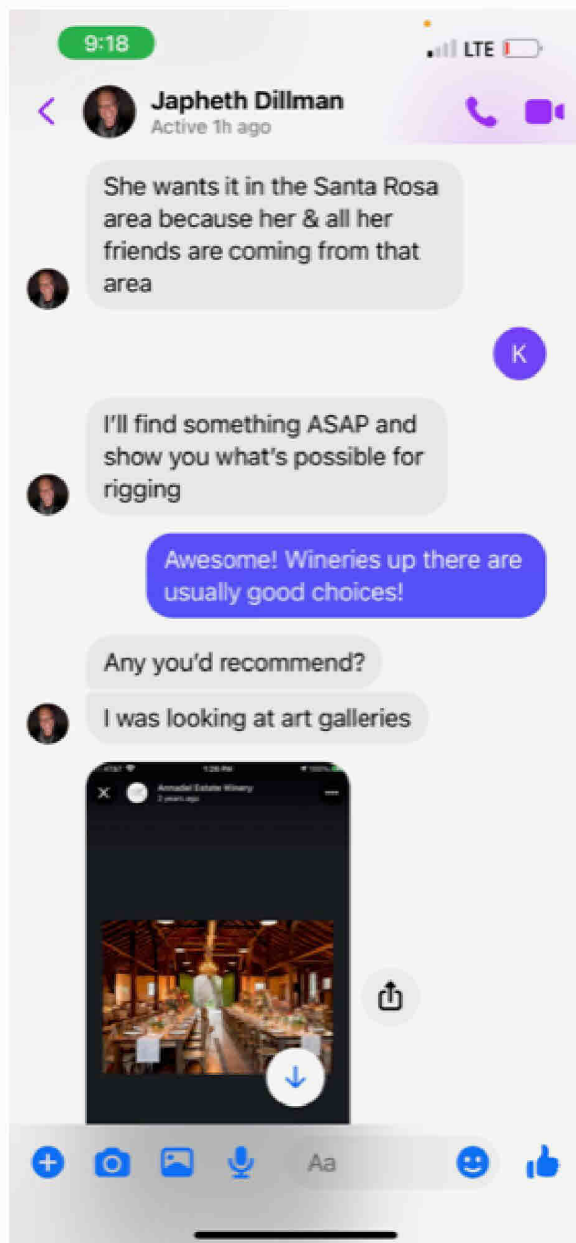 9:18
LTE
Japheth Dillman
Active 1h ago
She wants it in the Santa Rosa
area because her & all her
friends are coming from that
area
K
I'll find something ASAP and
show you what's possible for
rigging
Awesome! Wineries up there are
usually good choices!
Any you'd recommend?
I was looking at art galleries
1:26 PM
Annadel Estate Winery
2 years ago
Aa